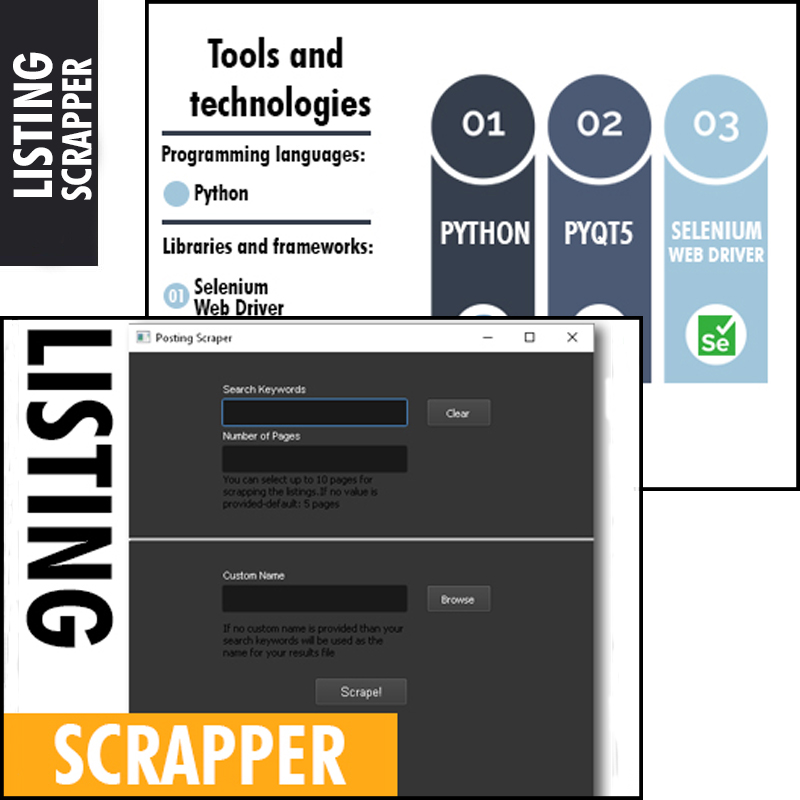 LISTING
SCRAPPER
Tools and
technologies
Programming languages:
Python
Libraries and frameworks:
01
Selenium
Web Driver
01
02
03
PYTHON
PYQT5
SELENIUM
WEB DRIVER
Se
LISTING
SCRAPPER
Posting Scraper
Search Keywords
Clear
Number of Pages
You can select up to 10 pages for
scrapping the listings.If no value is
provided-default: 5 pages
Custom Name
Browse
If no custom name is provided than your
search keywords will be used as the
name for your results file
Scrape!